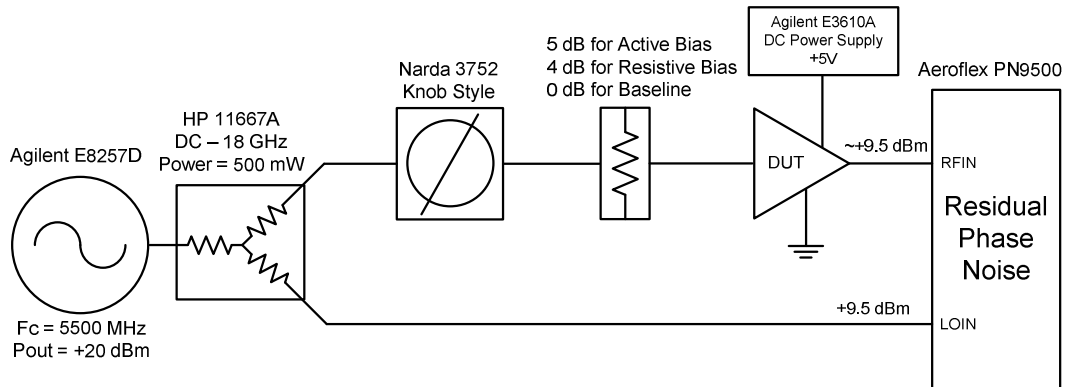 Agilent E8257D
Fc = 5500 MHz
Pout = +20 dBm
HP 11667A
DC – 18 GHz
Power = 500 mW
Narda 3752
Knob Style
5 dB for Active Bias
4 dB for Resistive Bias
0 dB for Baseline
Agilent E3610A
DC Power Supply
+5V
DUT
~+9.5 dBm
+9.5 dBm
Aeroflex PN9500
RFIN
Residual
Phase
Noise
LOIN